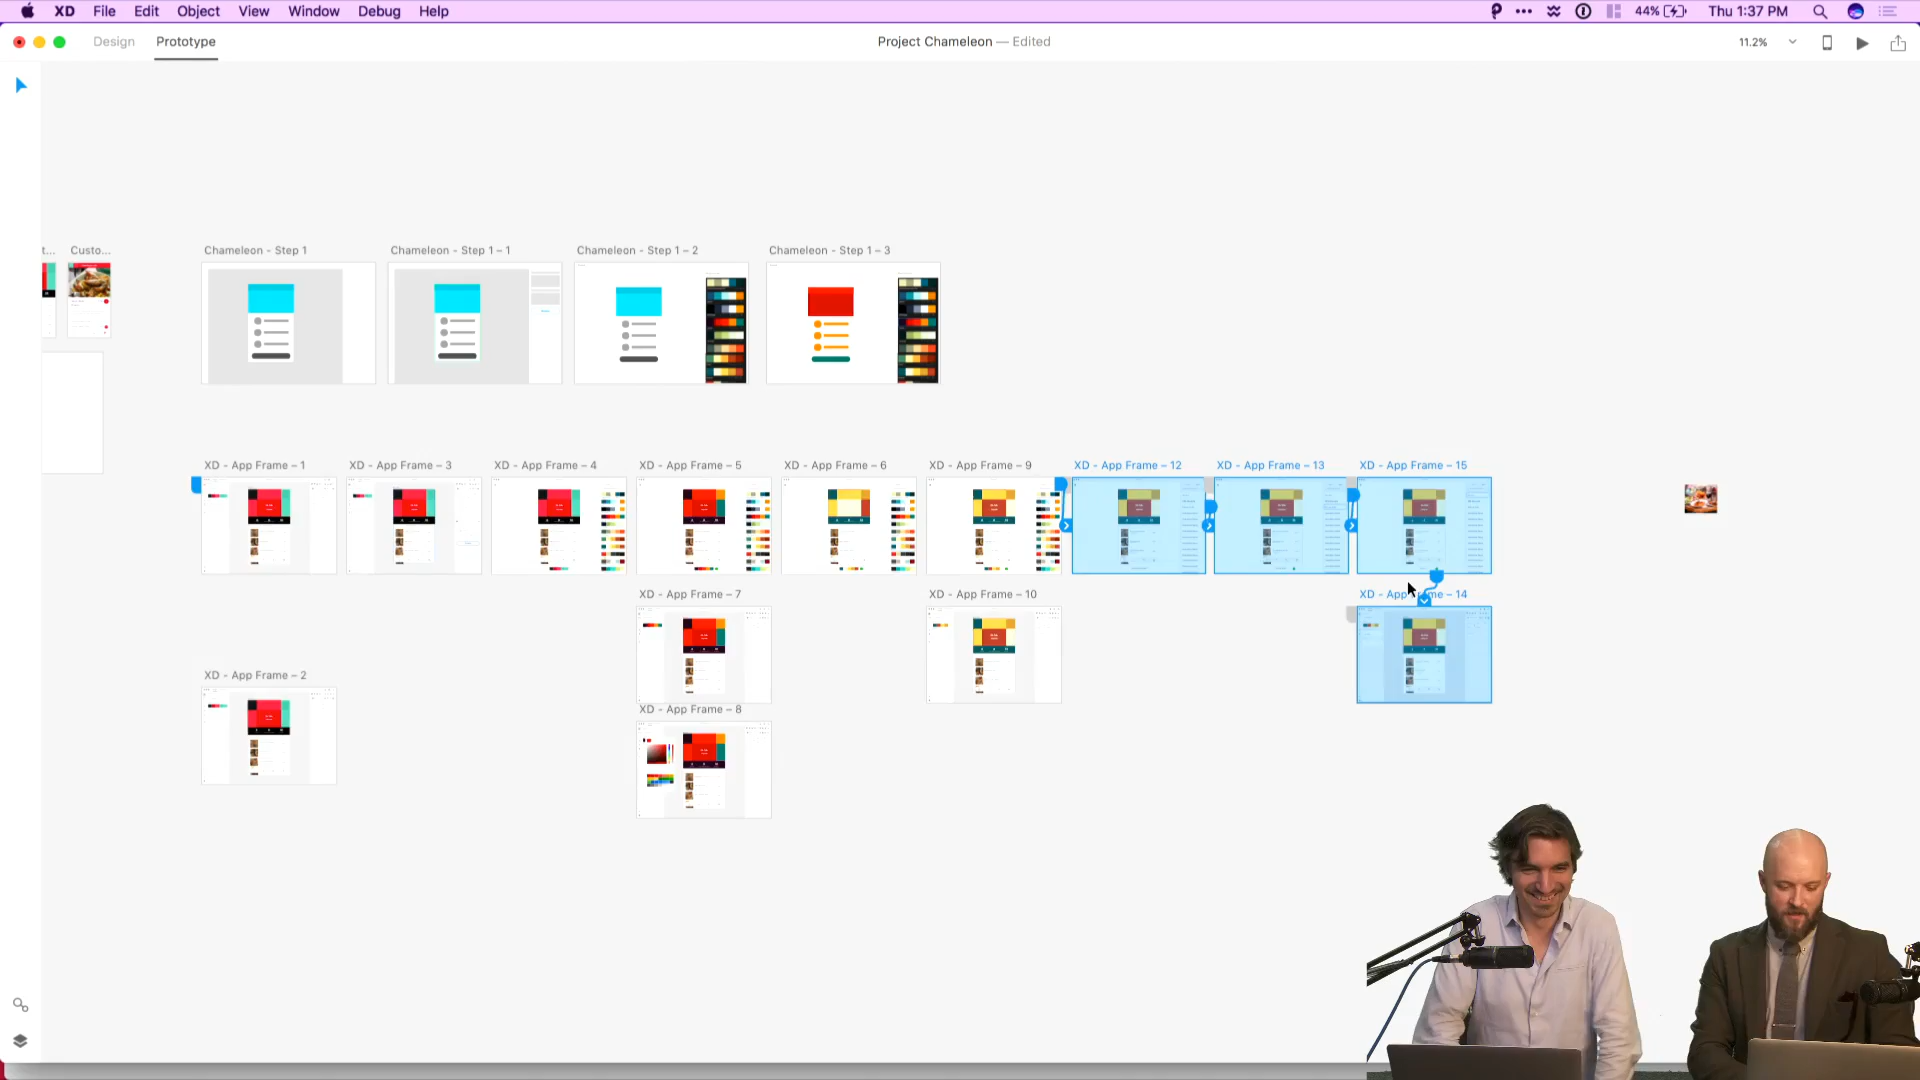 XD File Edit Object View Window Debug Help
44% Thu 1:37 PM
Design Prototype
Project Chameleon — Edited
11.2%
t... Custo...
Chameleon - Step 1
Chameleon - Step 1 – 1
Chameleon - Step 1 – 2
Chameleon - Step 1 – 3
XD - App Frame – 1
XD - App Frame – 3
XD - App Frame – 4
XD - App Frame – 5
XD - App Frame – 6
XD - App Frame – 9
XD - App Frame – 12
XD - App Frame – 13
XD - App Frame – 15
XD - App Frame – 7
XD - App Frame – 10
XD - App Frame – 14
XD - App Frame – 2
XD - App Frame – 8